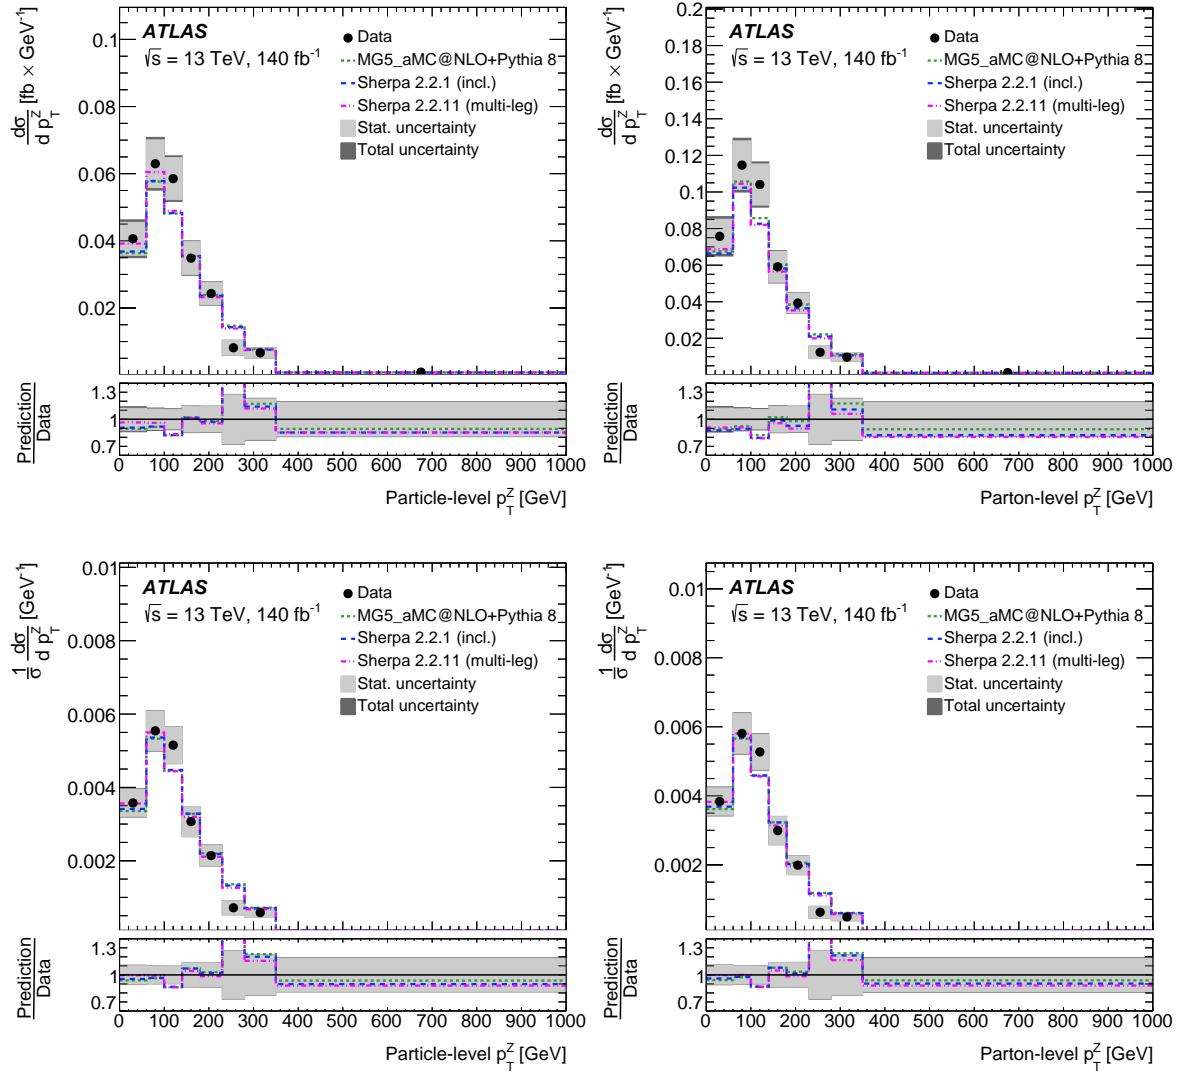 ATLAS
√s = 13 TeV, 140 fb⁻¹
Data
MG5_aMC@NLO+Pythia 8
Sherpa 2.2.1 (incl.)
Sherpa 2.2.11 (multi-leg)
Stat. uncertainty
Total uncertainty
dσ/d p_T^Z [fb × GeV⁻¹]
0.1
0.08
0.06
0.04
0.02
Prediction/Data
1.3
1
0.7
0 100 200 300 400 500 600 700 800 900 1000
Particle-level p_T^Z [GeV]
ATLAS
√s = 13 TeV, 140 fb⁻¹
Data
MG5_aMC@NLO+Pythia 8
Sherpa 2.2.1 (incl.)
Sherpa 2.2.11 (multi-leg)
Stat. uncertainty
Total uncertainty
dσ/d p_T^Z [fb × GeV⁻¹]
0.2
0.18
0.16
0.14
0.12
0.1
0.08
0.06
0.04
0.02
Prediction/Data
1.3
1
0.7
0 100 200 300 400 500 600 700 800 900 1000
Parton-level p_T^Z [GeV]
ATLAS
√s = 13 TeV, 140 fb⁻¹
Data
MG5_aMC@NLO+Pythia 8
Sherpa 2.2.1 (incl.)
Sherpa 2.2.11 (multi-leg)
Stat. uncertainty
Total uncertainty
1/σ dσ/d p_T^Z [GeV⁻¹]
0.01
0.008
0.006
0.004
0.002
Prediction/Data
1.3
1
0.7
0 100 200 300 400 500 600 700 800 900 1000
Particle-level p_T^Z [GeV]
ATLAS
√s = 13 TeV, 140 fb⁻¹
Data
MG5_aMC@NLO+Pythia 8
Sherpa 2.2.1 (incl.)
Sherpa 2.2.11 (multi-leg)
Stat. uncertainty
Total uncertainty
1/σ dσ/d p_T^Z [GeV⁻¹]
0.01
0.008
0.006
0.004
0.002
Prediction/Data
1.3
1
0.7
0 100 200 300 400 500 600 700 800 900 1000
Parton-level p_T^Z [GeV]